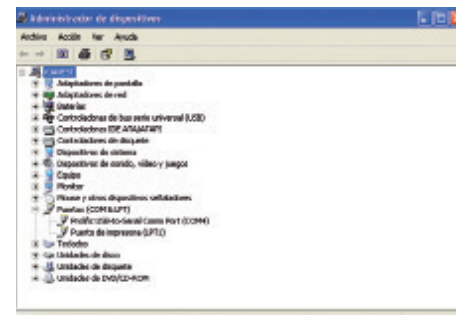 Administrador de dispositivos
Archivo Acción Ver Ayuda
Adaptadores de pantalla
Adaptadores de red
Baterías
Controladoras de bus serie universal (USB)
Controladoras IDE ATA/ATAPI
Controladoras de disquete
Dispositivos de sistema
Dispositivos de sonido, vídeo y juegos
Equipo
Monitor
Mouse y otros dispositivos señaladores
Puertos (COM & LPT)
Prolific USB-to-Serial Comm Port (COM4)
Puerto de impresora (LPT1)
Teclados
Unidades de disco
Unidades de disquete
Unidades de DVD/CD-ROM